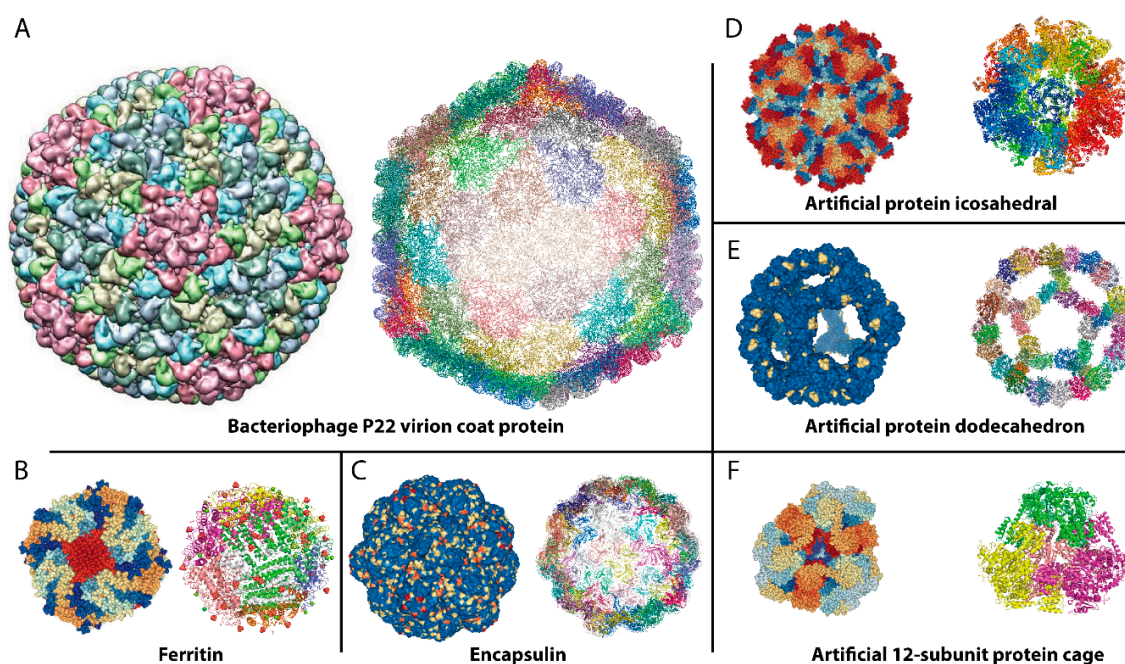 A
Bacteriophage P22 virion coat protein
B
Ferritin
C
Encapsulin
D
Artificial protein icosahedral
E
Artificial protein dodecahedron
F
Artificial 12-subunit protein cage